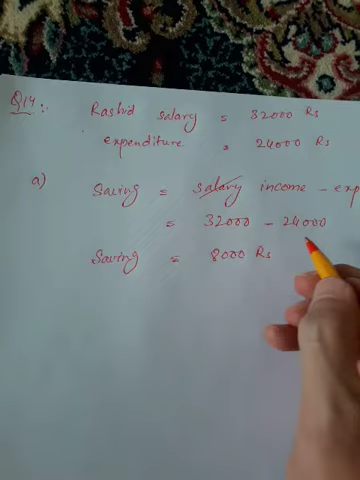 Q14:. Rashid salary = 32000 Rs
expenditure = 24000 Rs
a) Saving = salary income - exp
= 32000 - 24000
Saving = 8000 Rs